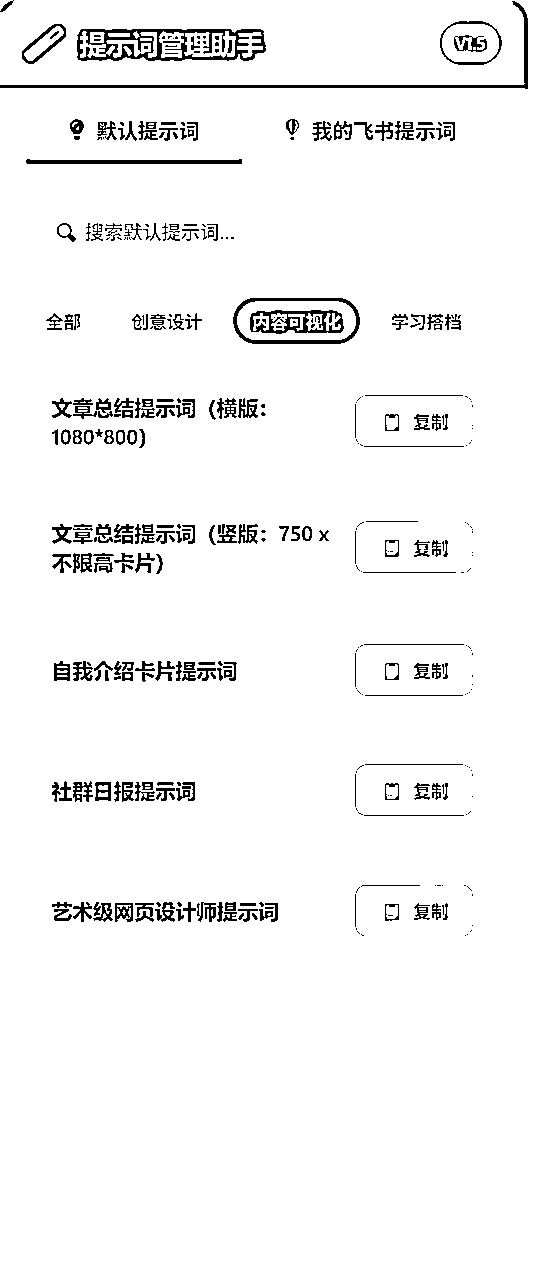 提示词管理助手
V1.5
默认提示词
我的飞书提示词
搜索默认提示词...
全部
创意设计
内容可视化
学习搭档
文章总结提示词（横版：
1080*800）
复制
文章总结提示词（竖版：750 x
不限高卡片）
复制
自我介绍卡片提示词
复制
社群日报提示词
复制
艺术级网页设计师提示词
复制